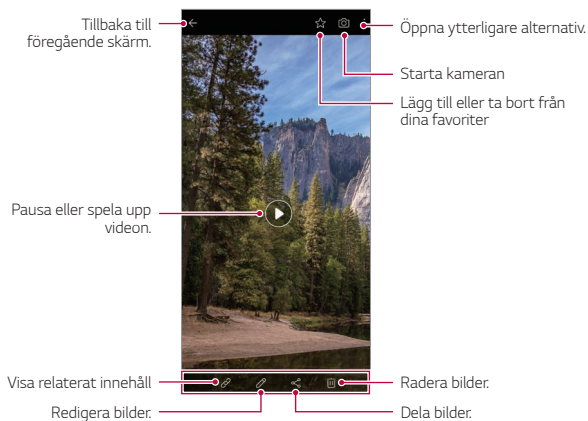 Tillbaka till
föregående skärm.
Öppna ytterligare alternativ.
Starta kameran
Lägg till eller ta bort från
dina favoriter
Pausa eller spela upp
videon.
Visa relaterat innehåll
Radera bilder.
Redigera bilder.
Dela bilder.